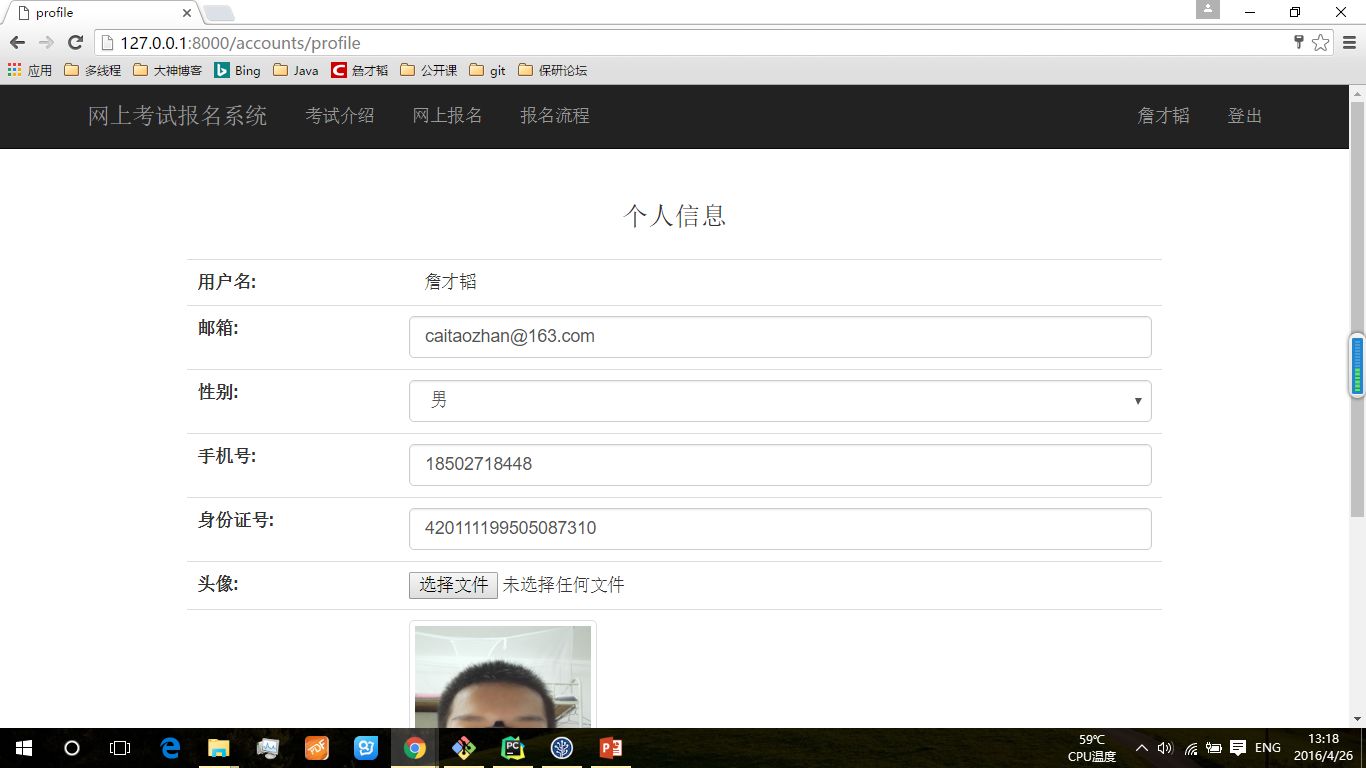 profile
127.0.0.1:8000/accounts/profile
应用 多线程 大神博客 Bing Java 詹才韬 公开课 git 保研论坛
网上考试报名系统 考试介绍 网上报名 报名流程 詹才韬 登出
个人信息
用户名: 詹才韬
邮箱: caitaozhan@163.com
性别: 男
手机号: 18502718448
身份证号: 420111199505087310
头像: 选择文件 未选择任何文件
59℃
CPU温度
ENG
13:18
2016/4/26